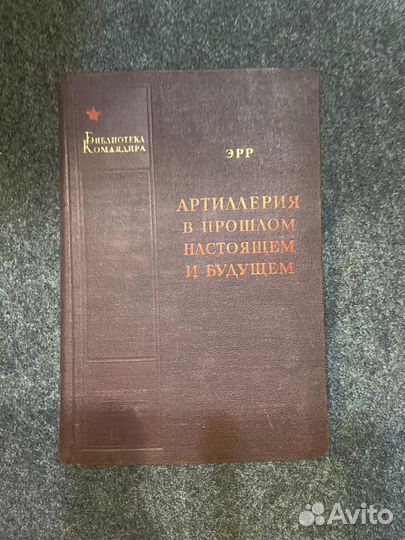 БИБЛИОТЕКА
КОМАНДИРА
ЭРР
АРТИЛЛЕРИЯ
В ПРОШЛОМ
НАСТОЯЩЕМ
И БУДУЩЕМ
Avito